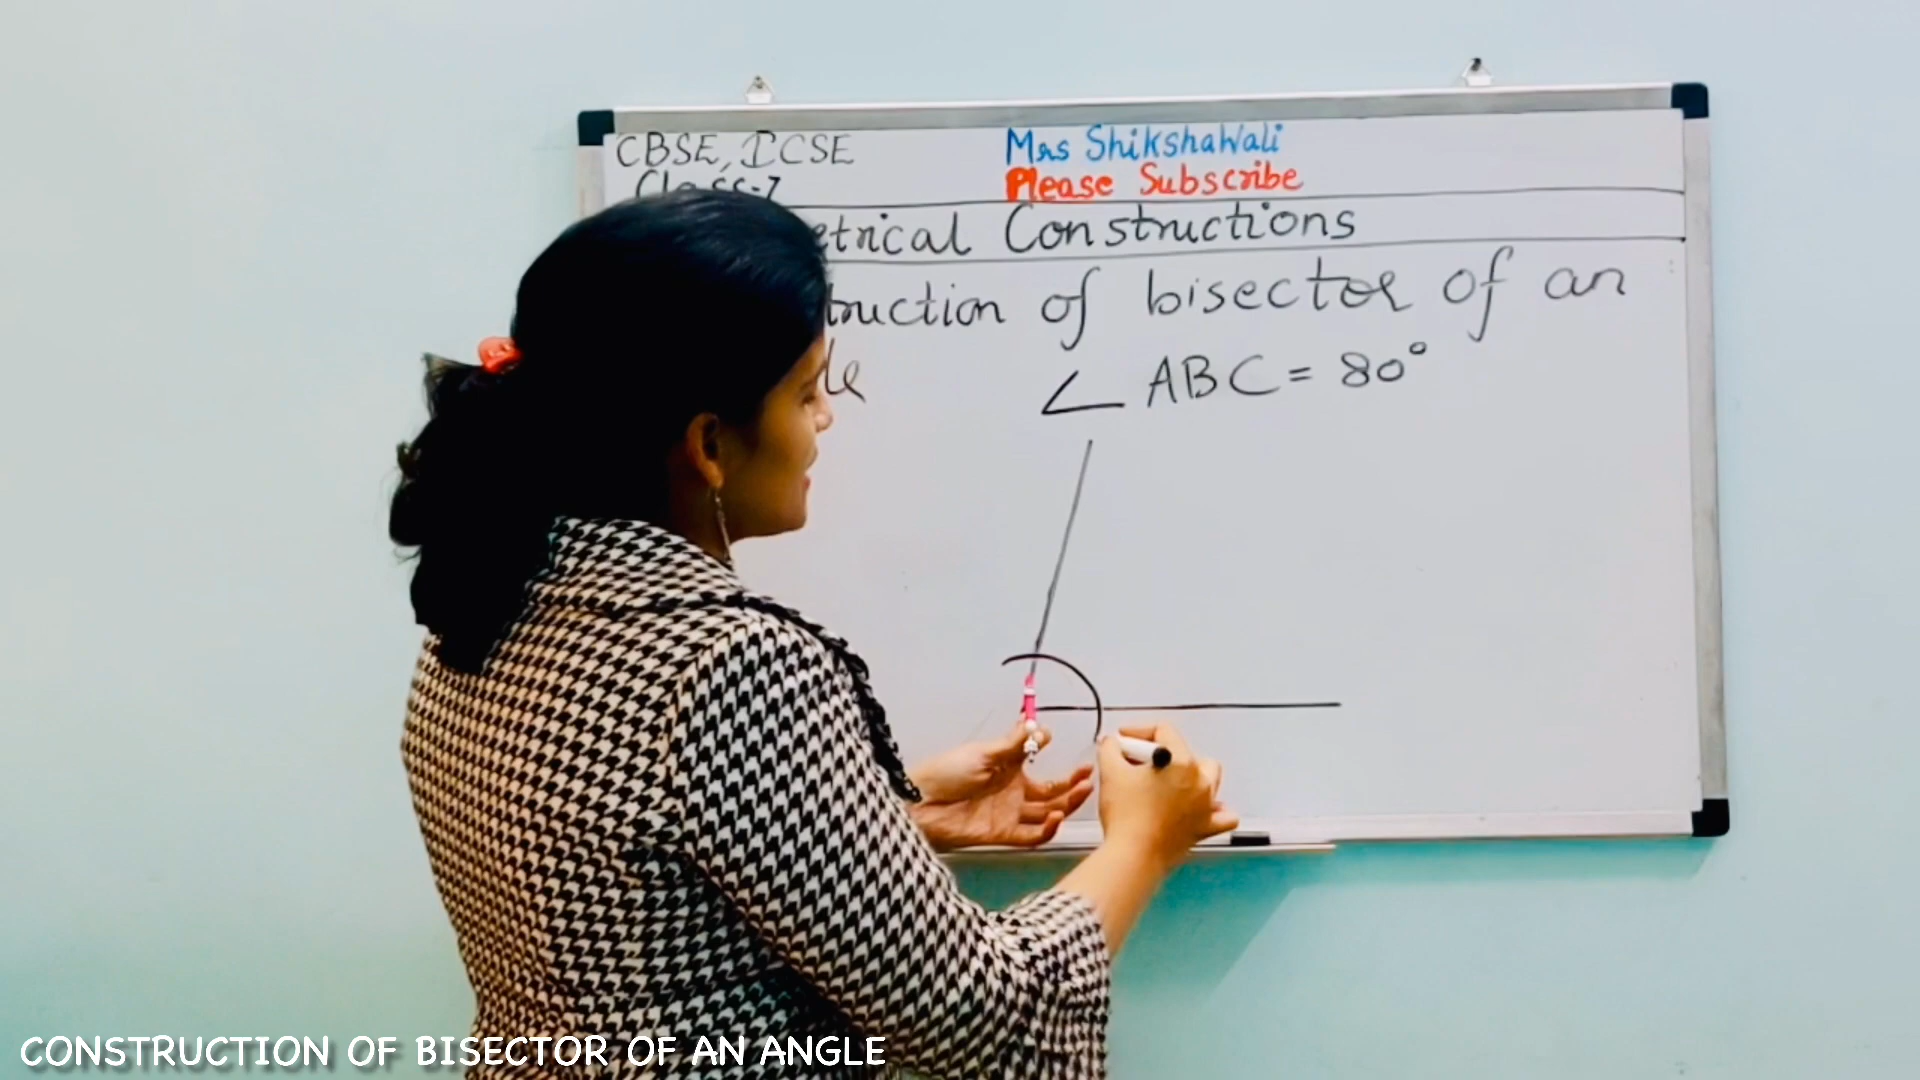 CBSE, ICSE
Mrs ShikshaWali
Class-7
Please Subscribe
etrical Constructions
truction of bisector of an
le
∠ ABC = 80°
CONSTRUCTION OF BISECTOR OF AN ANGLE